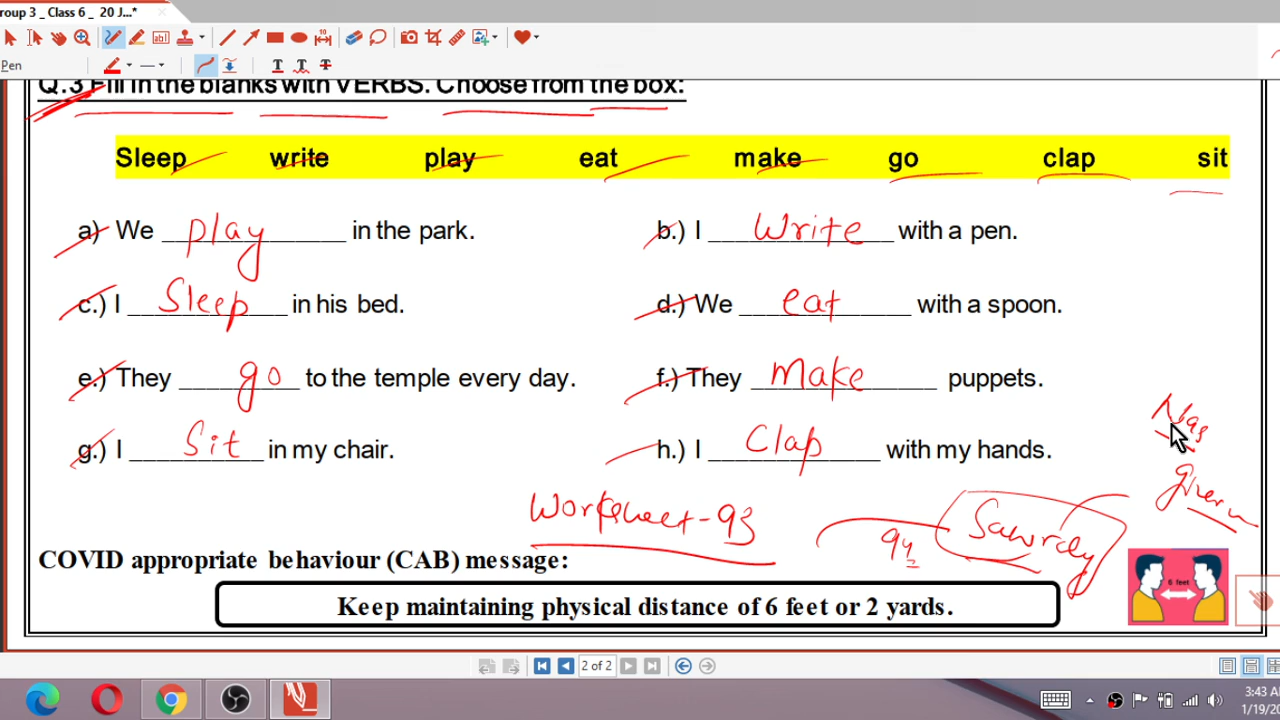 roup 3 _ Class 6 _ 20 J...*
Pen
Q.3 Fill in the blanks with VERBS. Choose from the box:
Sleep write play eat make go clap sit
a) We play in the park. b.) I Write with a pen.
c.) I Sleep in his bed. d.) We eat with a spoon.
e.) They go to the temple every day. f.) They make puppets.
g.) I Sit in my chair. h.) I Clap with my hands.
Worksheet-93
94 Saturday
COVID appropriate behaviour (CAB) message:
6 feet
Keep maintaining physical distance of 6 feet or 2 yards.
2 of 2
3:43 A
1/19/20